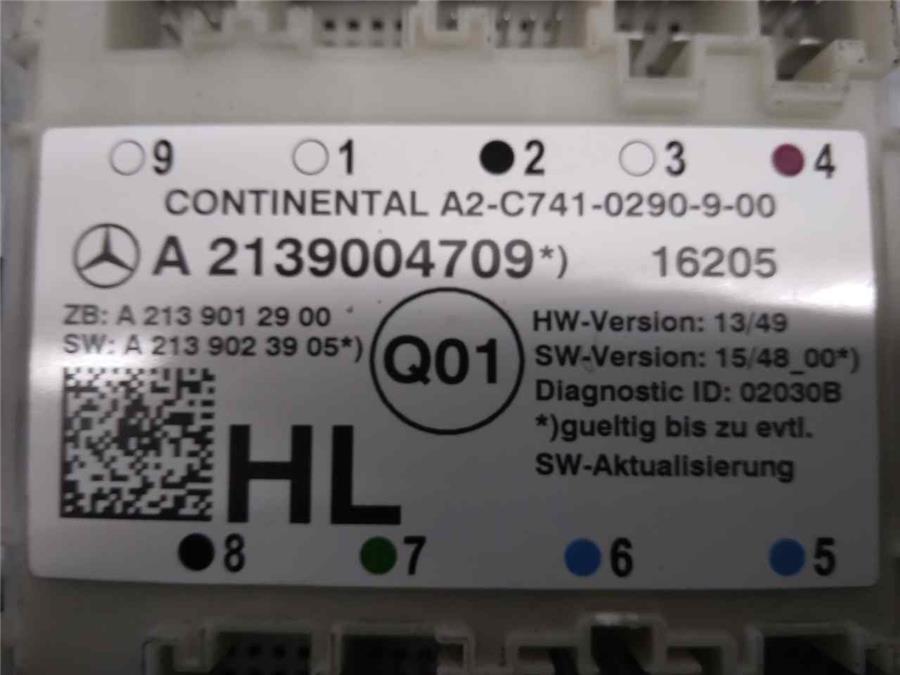 9 1 2 3 4
CONTINENTAL A2-C741-0290-9-00
A 2139004709*) 16205
ZB: A 213 901 29 00
SW: A 213 902 39 05*)
Q01
HW-Version: 13/49
SW-Version: 15/48_00*)
Diagnostic ID: 02030B
*)gueltig bis zu evtl.
SW-Aktualisierung
HL
8 7 6 5